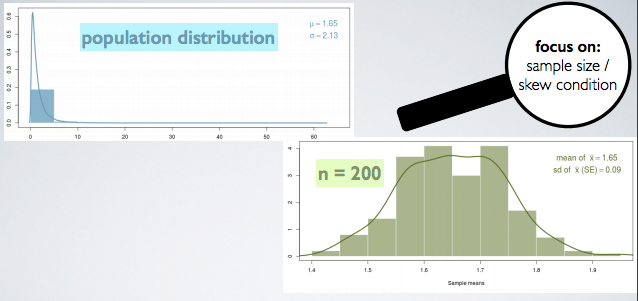 population distribution
μ = 1.65
σ = 2.13
0.0 0.1 0.2 0.3 0.4 0.5 0.6
0 10 20 30 40 50 60
focus on:
sample size /
skew condition
n = 200
mean of x̄ = 1.65
sd of x̄ (SE) = 0.09
0 1 2 3 4
1.4 1.5 1.6 1.7 1.8 1.9
Sample means